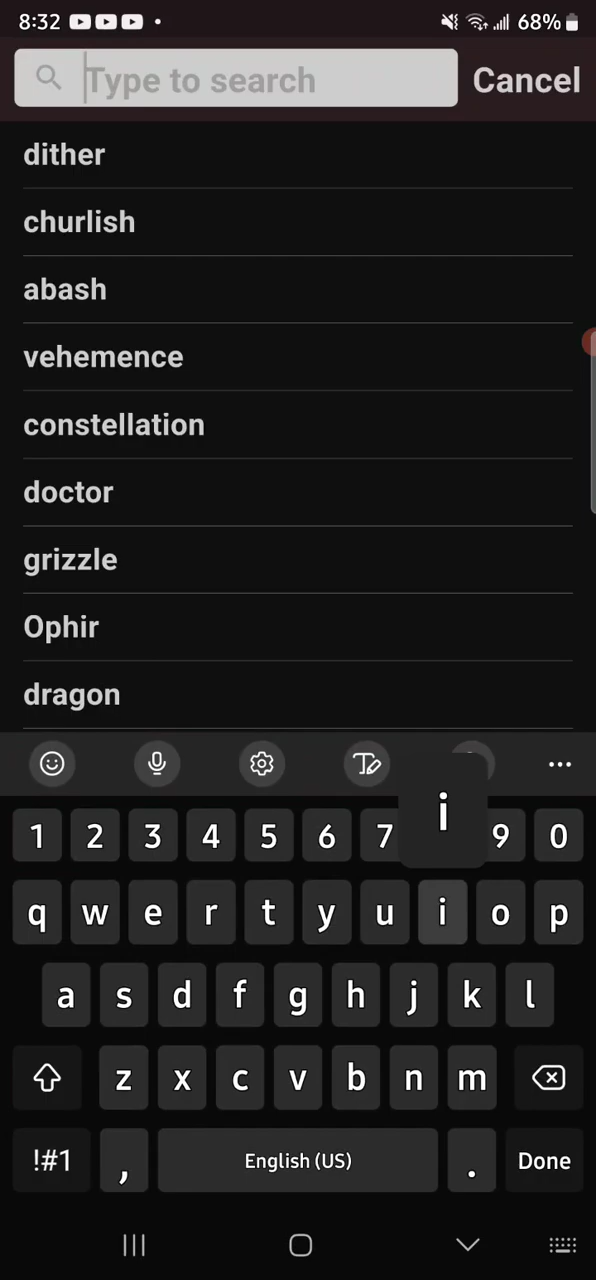 8:32 68%
Type to search Cancel
dither
churlish
abash
vehemence
constellation
doctor
grizzle
Ophir
dragon
i
1 2 3 4 5 6 7 9 0
q w e r t y u i o p
a s d f g h j k l
z x c v b n m
!#1 , English (US) . Done